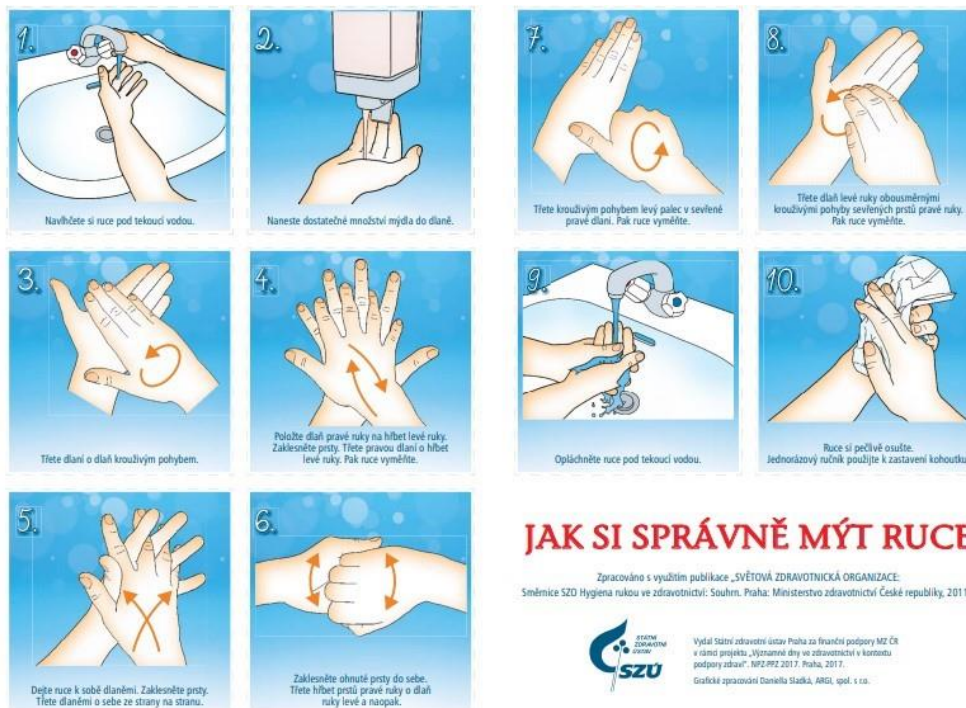 1.
Navlhčete si ruce pod tekoucí vodou.
2.
Naneste dostatečné množství mýdla do dlaně.
3.
Třete dlaní o dlaň krouživým pohybem.
4.
Položte dlaň pravé ruky na hřbet levé ruky.
Zaklesněte prsty. Třete pravou dlaní o hřbet
levé ruky. Pak ruce vyměňte.
5.
Dejte ruce k sobě dlaněmi. Zaklesněte prsty.
Třete dlaněmi o sebe ze strany na stranu.
6.
Zaklesněte ohnuté prsty do sebe.
Třete hřbet prstů pravé ruky o dlaň
ruky levé a naopak.
7.
Třete krouživým pohybem levý palec v sevřené
pravé dlani. Pak ruce vyměňte.
8.
Třete dlaň levé ruky obousměrnými
krouživými pohyby sevřených prstů pravé ruky.
Pak ruce vyměňte.
9.
Opláchněte ruce pod tekoucí vodou.
10.
Ruce si pečlivě osušte.
Jednorázový ručník použijte k zastavení kohoutku
JAK SI SPRÁVNĚ MÝT RUCE
Zpracováno s využitím publikace „SVĚTOVÁ ZDRAVOTNICKÁ ORGANIZACE:
Směrnice SZO Hygiena rukou ve zdravotnictví: Souhrn. Praha: Ministerstvo zdravotnictví České republiky, 2011
STÁTNÍ
ZDRAVOTNÍ
ÚSTAV
SZÚ
Vydal Státní zdravotní ústav Praha za finanční podpory MZ ČR
v rámci projektu „Významné dny ve zdravotnictví v kontextu
podpory zdraví“. NPZ-PPZ 2017. Praha, 2017.
Grafické zpracování Daniella Sladká, ARGI, spol. s r.o.